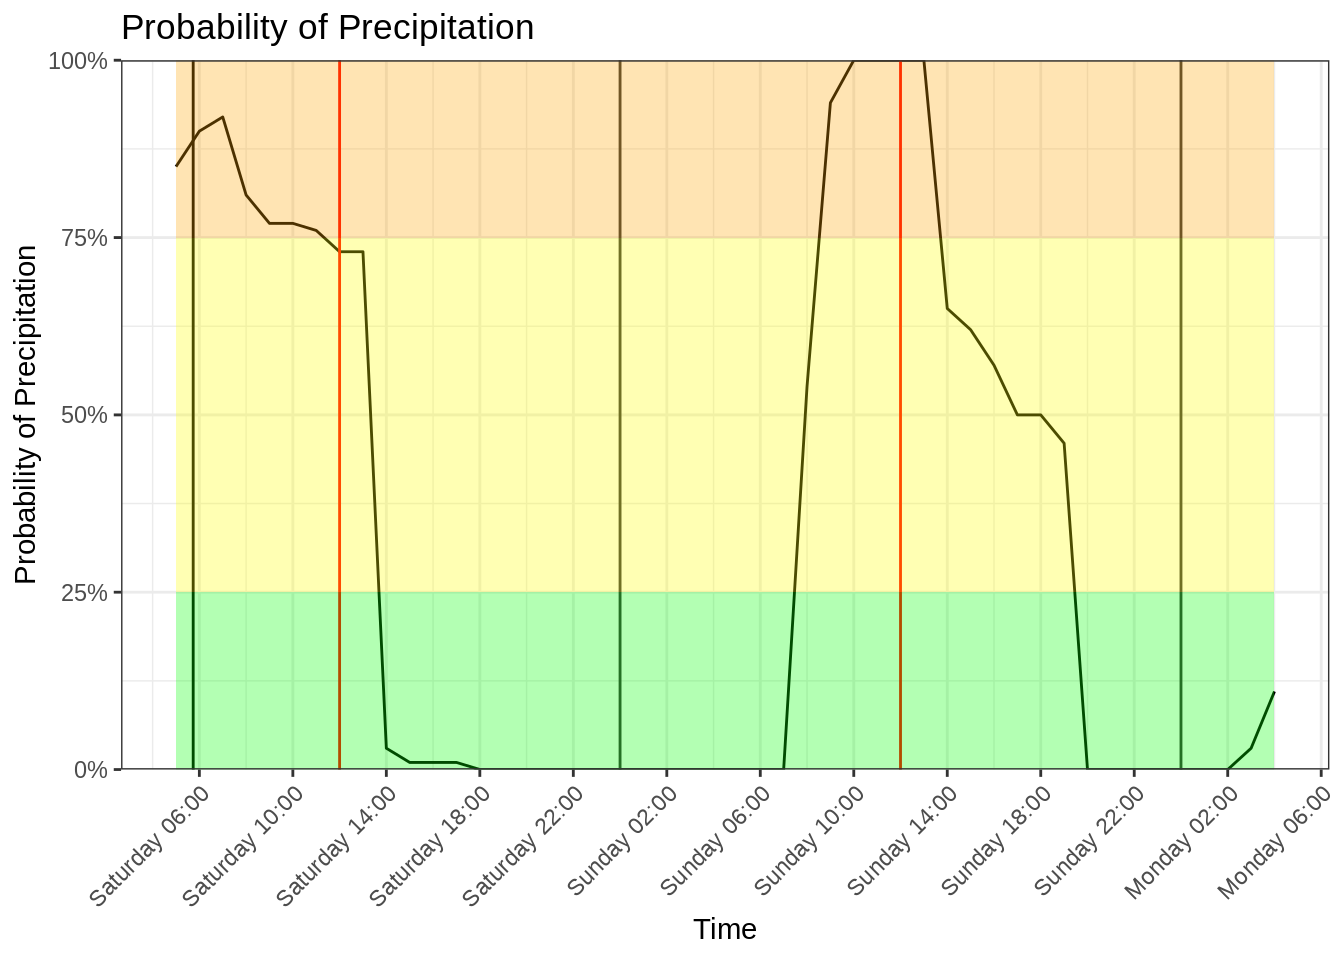 Probability of Precipitation
Probability of Precipitation
100%
75%
50%
25%
0%
Saturday 06:00
Saturday 10:00
Saturday 14:00
Saturday 18:00
Saturday 22:00
Sunday 02:00
Sunday 06:00
Sunday 10:00
Sunday 14:00
Sunday 18:00
Sunday 22:00
Monday 02:00
Monday 06:00
Time